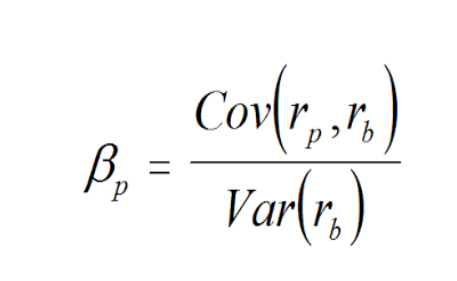 β_p = Cov(r_p, r_b) / Var(r_b)